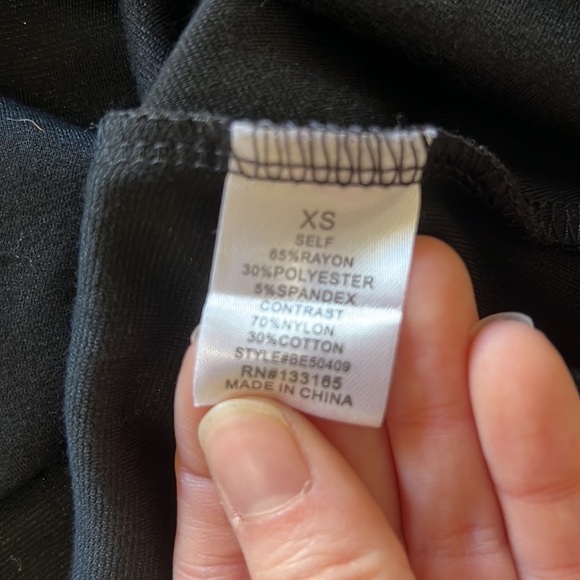 XS
SELF
65%RAYON
30%POLYESTER
5%SPANDEX
CONTRAST
70%NYLON
30%COTTON
STYLE#BE50409
RN#133165
MADE IN CHINA